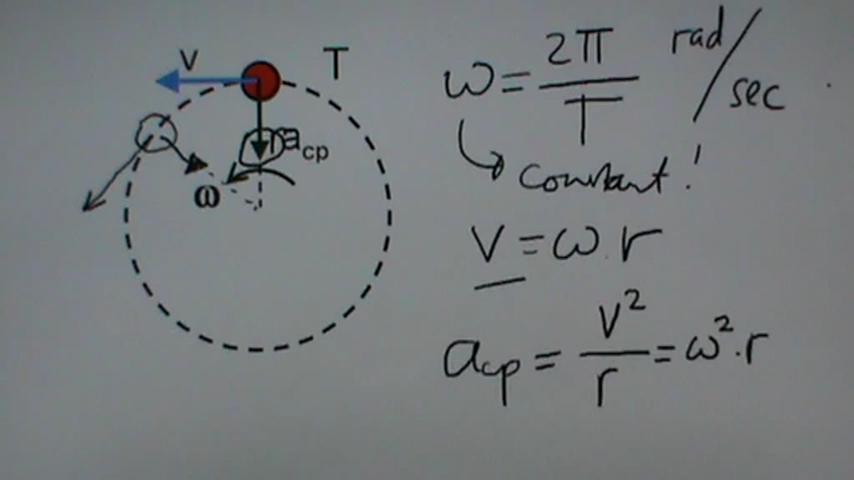 v
T
r
a_cp
ω
ω = 2π / T rad/sec
constant!
v = ω.r
a_cp = v² / r = ω².r